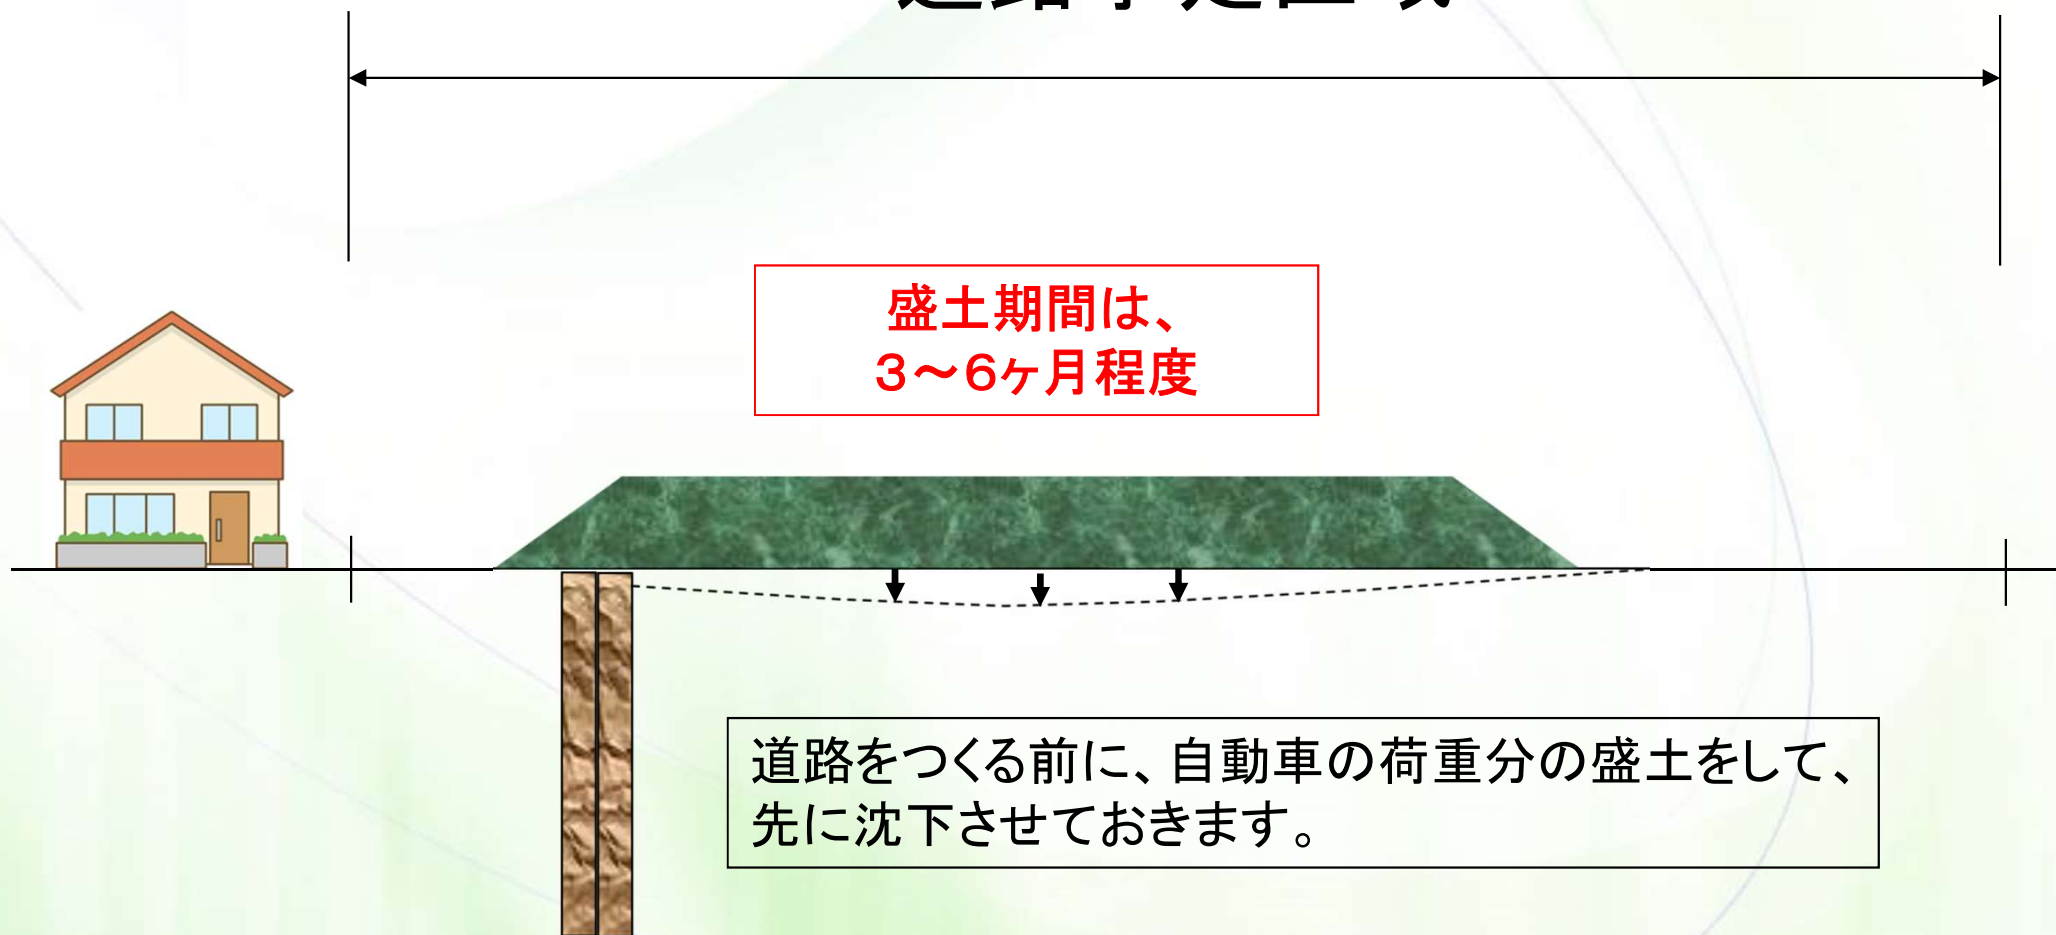 盛土期間は、
３～６ヶ月程度
道路をつくる前に、自動車の荷重分の盛土をして、
先に沈下させておきます。